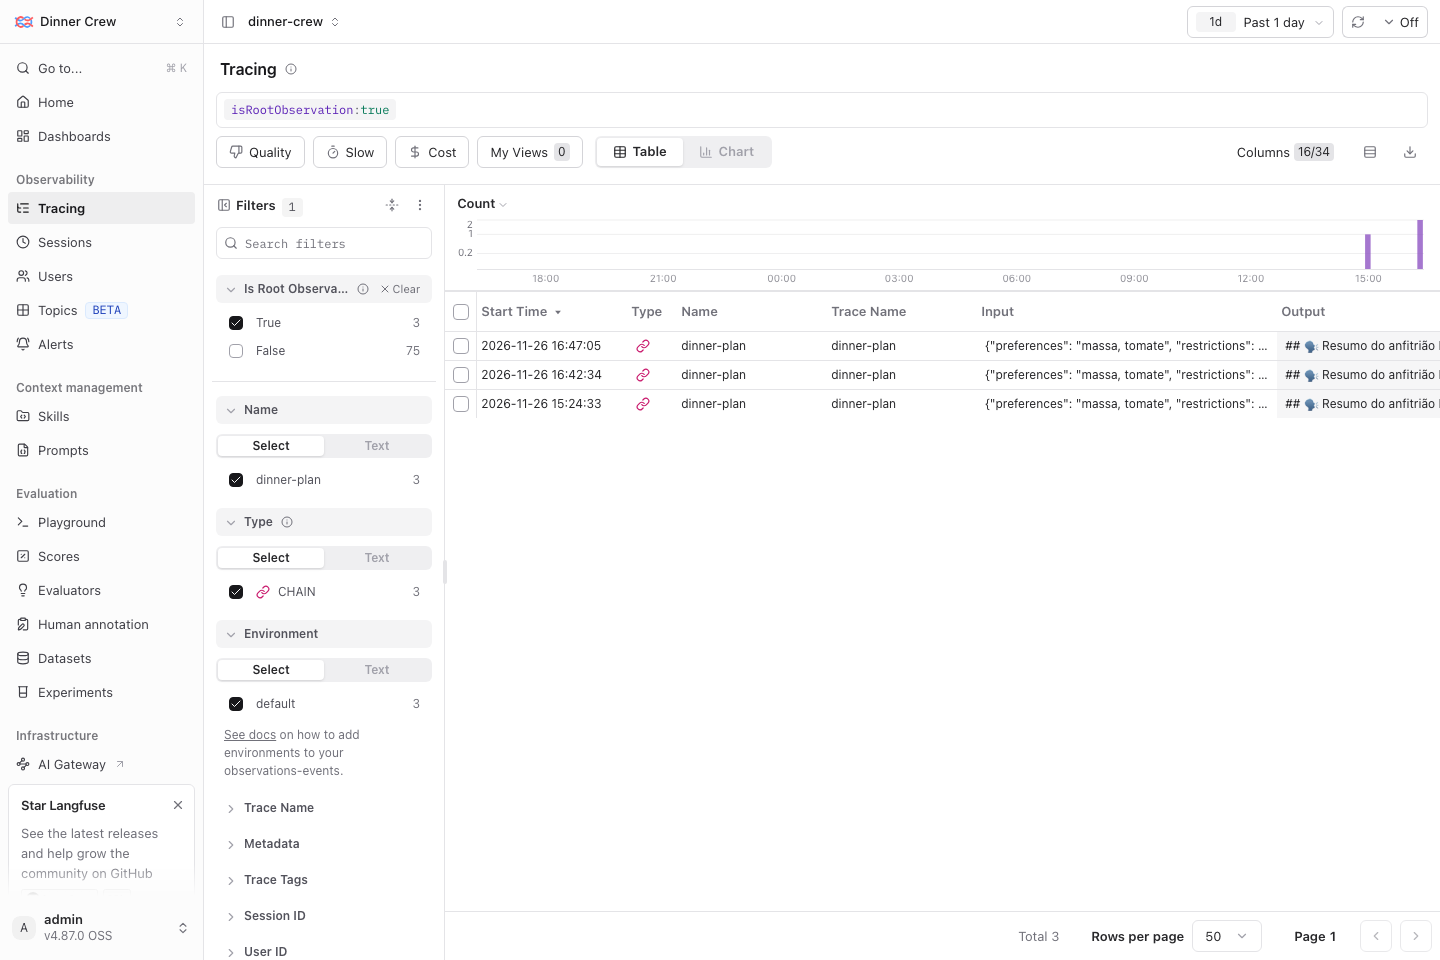 Dinner Crew
Go to...
⌘ K
Home
Dashboards
Observability
Tracing
Sessions
Users
Topics BETA
Alerts
Context management
Skills
Prompts
Evaluation
Playground
Scores
Evaluators
Human annotation
Datasets
Experiments
Infrastructure
AI Gateway
Star Langfuse
See the latest releases
and help grow the
community on GitHub
A
admin
v4.87.0 OSS
dinner-crew
1d Past 1 day
Off
Tracing
isRootObservation:true
Quality
Slow
Cost
My Views 0
Table
Chart
Columns 16/34
Filters 1
Search filters
Is Root Observa...
Clear
True 3
False 75
Name
Select Text
dinner-plan 3
Type
Select Text
CHAIN 3
Environment
Select Text
default 3
See docs on how to add
environments to your
observations-events.
Trace Name
Metadata
Trace Tags
Session ID
User ID
Count
2
1
0.2
18:00 21:00 00:00 03:00 06:00 09:00 12:00 15:00
Start Time ▼ Type Name Trace Name Input Output
2026-11-26 16:47:05 dinner-plan dinner-plan {"preferences": "massa, tomate", "restrictions": ... ## 🗣️ Resumo do anfitrião
2026-11-26 16:42:34 dinner-plan dinner-plan {"preferences": "massa, tomate", "restrictions": ... ## 🗣️ Resumo do anfitrião
2026-11-26 15:24:33 dinner-plan dinner-plan {"preferences": "massa, tomate", "restrictions": ... ## 🗣️ Resumo do anfitrião
Total 3
Rows per page 50
Page 1